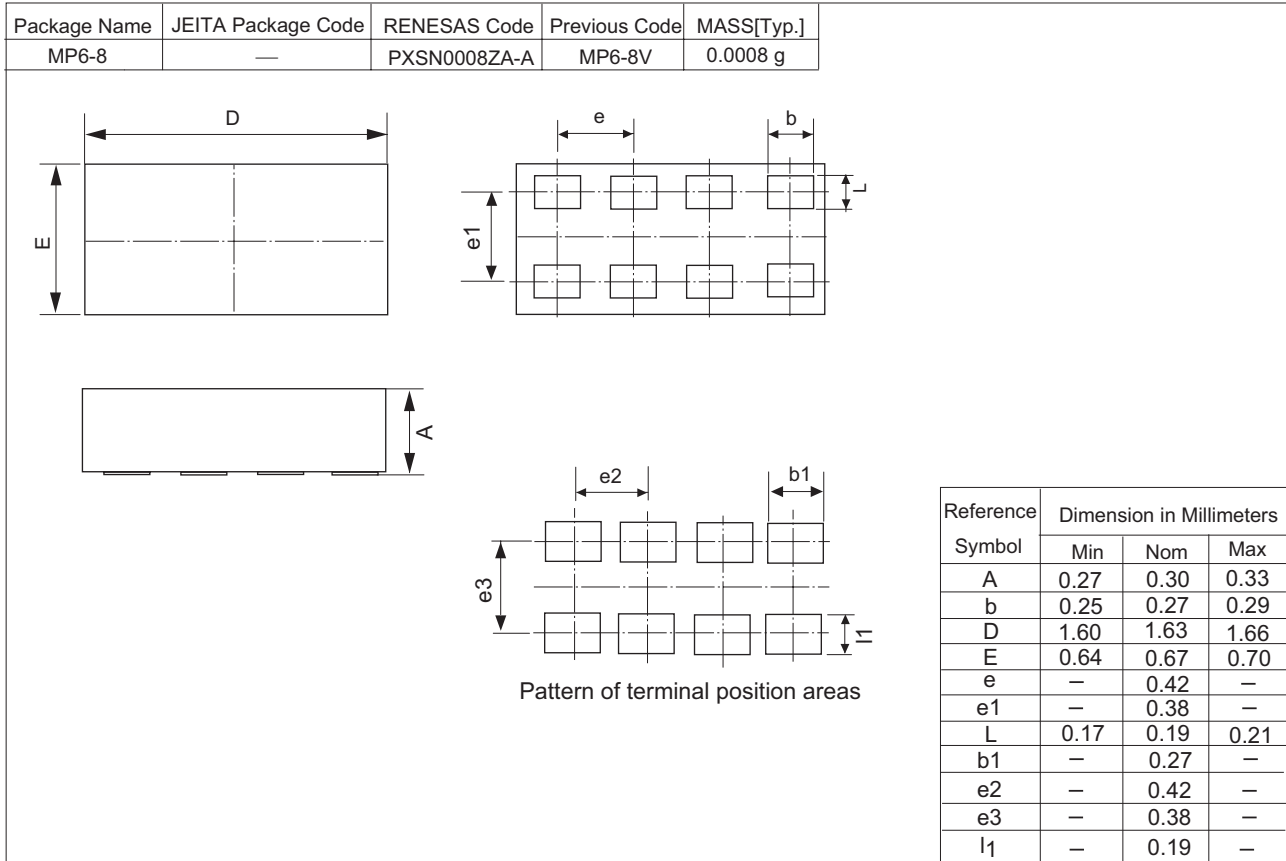 Package Name JEITA Package Code RENESAS Code Previous Code MASS[Typ.]
MP6-8 — PXSN0008ZA-A MP6-8V 0.0008 g
D
e
b
E
e1
L
A
e2
b1
e3
l1
Pattern of terminal position areas
Reference Symbol Dimension in Millimeters
Min Nom Max
A 0.27 0.30 0.33
b 0.25 0.27 0.29
D 1.60 1.63 1.66
E 0.64 0.67 0.70
e – 0.42 –
e1 – 0.38 –
L 0.17 0.19 0.21
b1 – 0.27 –
e2 – 0.42 –
e3 – 0.38 –
l1 – 0.19 –